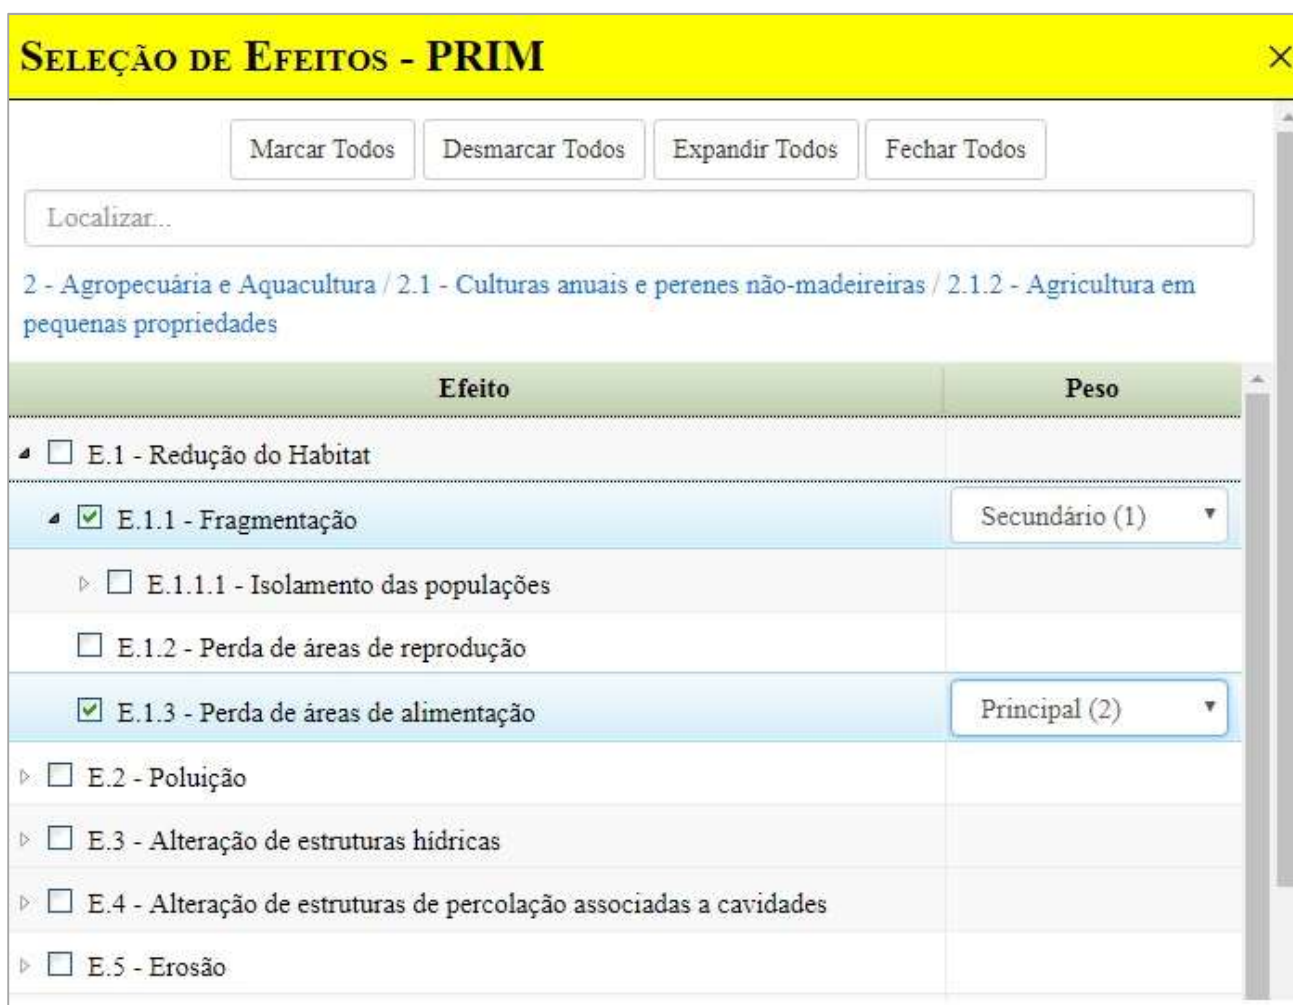 Seleção de Efeitos - PRIM
Marcar Todos
Desmarcar Todos
Expandir Todos
Fechar Todos
Localizar...
2 - Agropecuária e Aquacultura / 2.1 - Culturas anuais e perenes não-madeireiras / 2.1.2 - Agricultura em
pequenas propriedades
Efeito Peso
E.1 - Redução do Habitat
E.1.1 - Fragmentação Secundário (1)
E.1.1.1 - Isolamento das populações
E.1.2 - Perda de áreas de reprodução
E.1.3 - Perda de áreas de alimentação Principal (2)
E.2 - Poluição
E.3 - Alteração de estruturas hídricas
E.4 - Alteração de estruturas de percolação associadas a cavidades
E.5 - Erosão